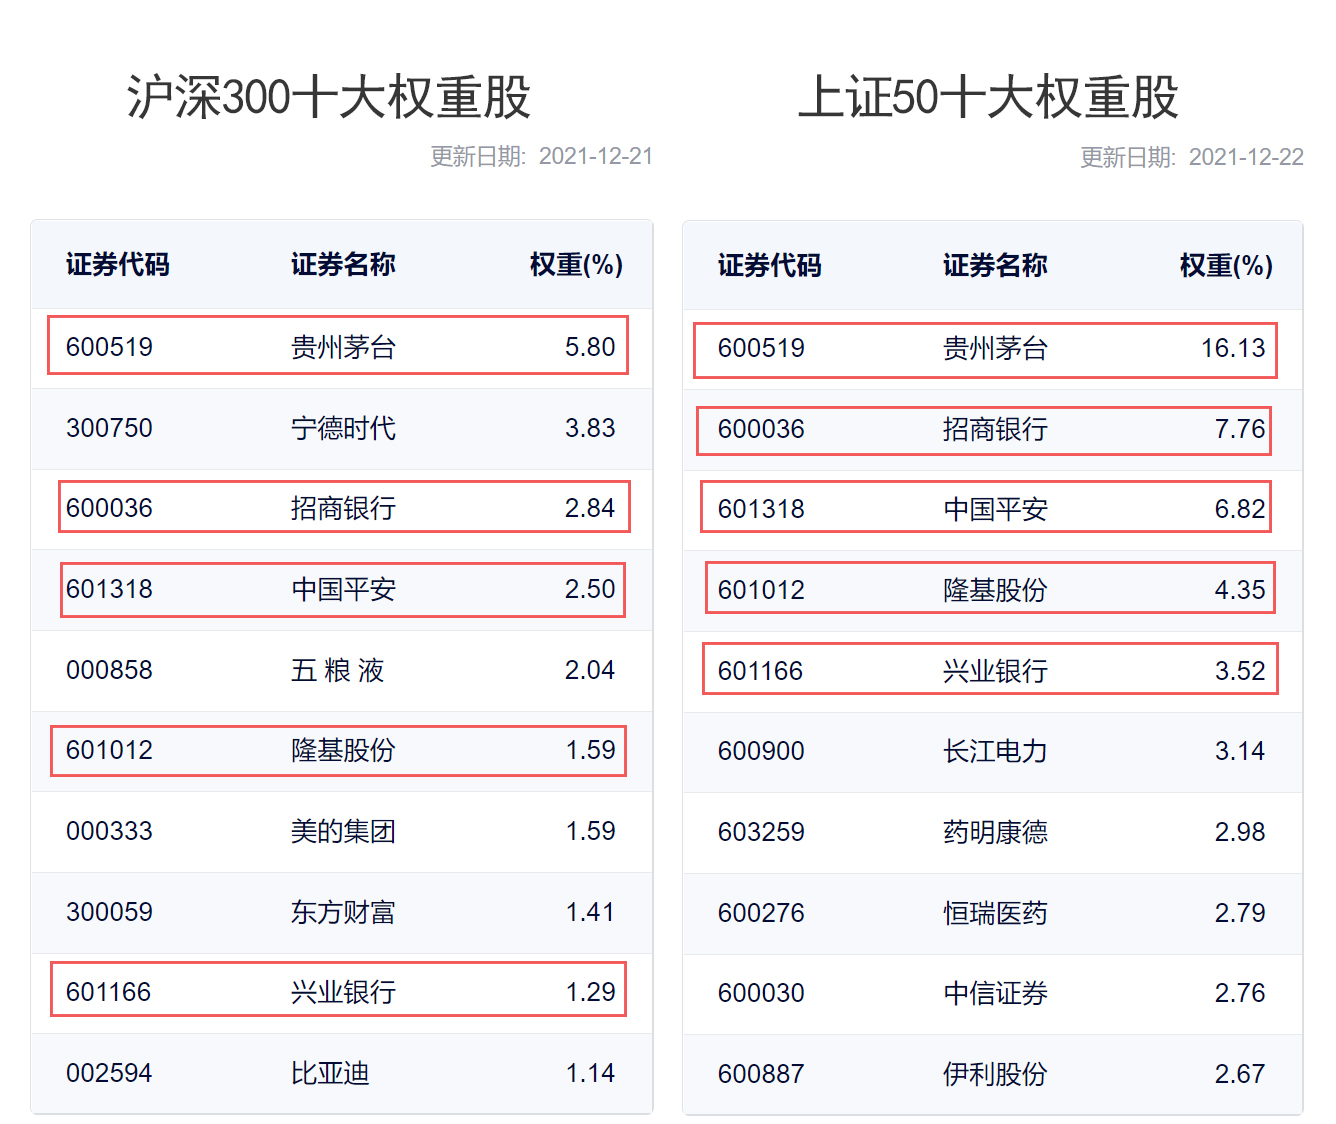 沪深300十大权重股
更新日期: 2021-12-21
证券代码 证券名称 权重(%)
600519 贵州茅台 5.80
300750 宁德时代 3.83
600036 招商银行 2.84
601318 中国平安 2.50
000858 五 粮 液 2.04
601012 隆基股份 1.59
000333 美的集团 1.59
300059 东方财富 1.41
601166 兴业银行 1.29
002594 比亚迪 1.14
上证50十大权重股
更新日期: 2021-12-22
证券代码 证券名称 权重(%)
600519 贵州茅台 16.13
600036 招商银行 7.76
601318 中国平安 6.82
601012 隆基股份 4.35
601166 兴业银行 3.52
600900 长江电力 3.14
603259 药明康德 2.98
600276 恒瑞医药 2.79
600030 中信证券 2.76
600887 伊利股份 2.67